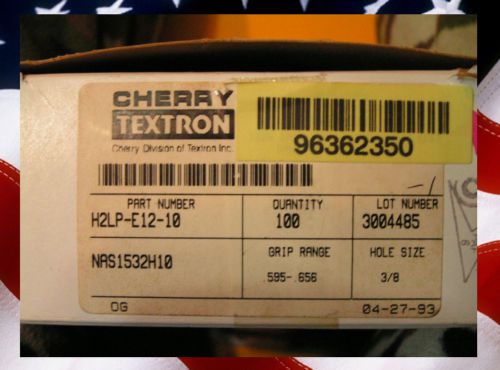 CHERRY
TEXTRON
Cherry Division of Textron Inc.
96362350
-1
PART NUMBER QUANTITY LOT NUMBER
H2LP-E12-10 100 3004485
GRIP RANGE HOLE SIZE
NAS1532H10 .595-.656 3/8
OG 04-27-93